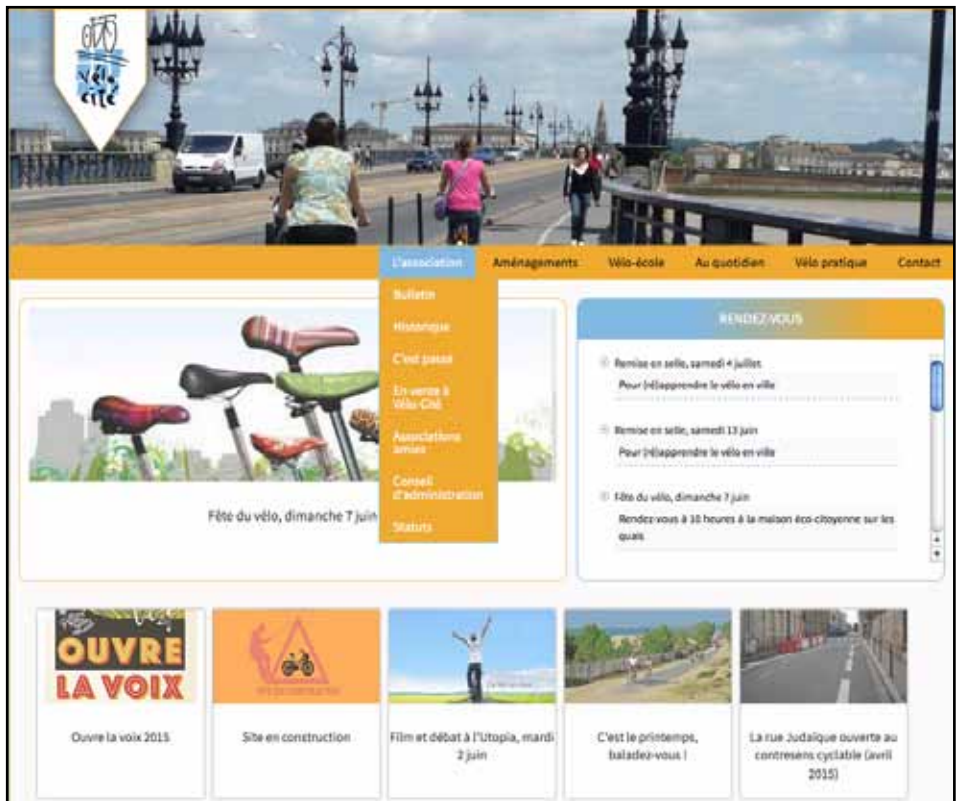 vélo
cité
L'association Aménagements Vélo-école Au quotidien Vélo pratique Contact
Bulletin
Historique
C'est passé
En vente à
Vélo-Cité
Associations
amies
Conseil
d'administration
Statuts
Fête du vélo, dimanche 7 juin
RENDEZ-VOUS
Remise en selle, samedi 4 juillet
Pour (ré)apprendre le vélo en ville
Remise en selle, samedi 13 juin
Pour (ré)apprendre le vélo en ville
Fête du vélo, dimanche 7 juin
Rendez-vous à 10 heures à la maison éco-citoyenne sur les
quais
OUVRE
LA VOIX
Ouvre la voix 2015
SITE EN CONSTRUCTION
Site en construction
Film et débat à l'Utopia, mardi
2 juin
C'est le printemps,
baladez-vous !
La rue Judaïque ouverte au
contresens cyclable (avril
2015)